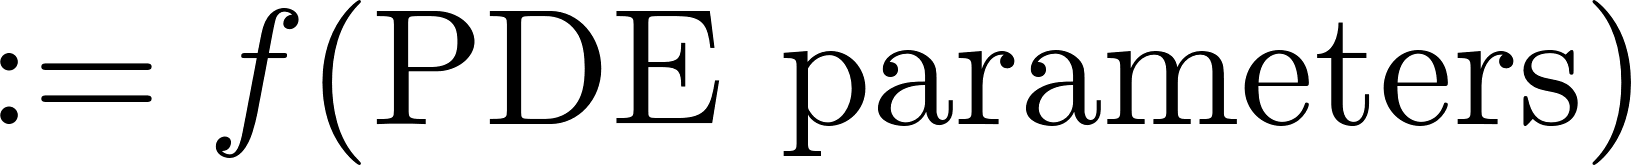 := f(PDE parameters)